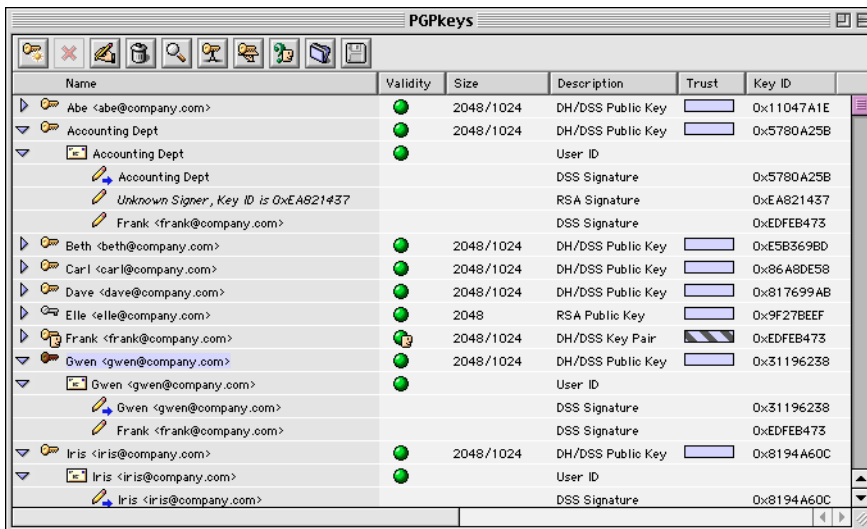 PGPkeys
Name Validity Size Description Trust Key ID
Abe <abe@company.com> 2048/1024 DH/DSS Public Key 0x11047A1E
Accounting Dept 2048/1024 DH/DSS Public Key 0x5780A25B
Accounting Dept User ID
Accounting Dept DSS Signature 0x5780A25B
Unknown Signer, Key ID is 0xEA821437 RSA Signature 0xEA821437
Frank <frank@company.com> DSS Signature 0xEDFEB473
Beth <beth@company.com> 2048/1024 DH/DSS Public Key 0xE5B369BD
Carl <carl@company.com> 2048/1024 DH/DSS Public Key 0x86A8DE58
Dave <dave@company.com> 2048/1024 DH/DSS Public Key 0x817699AB
Elle <elle@company.com> 2048 RSA Public Key 0x9F27BEEF
Frank <frank@company.com> 2048/1024 DH/DSS Key Pair 0xEDFEB473
Gwen <gwen@company.com> 2048/1024 DH/DSS Public Key 0x31196238
Gwen <gwen@company.com> User ID
Gwen <gwen@company.com> DSS Signature 0x31196238
Frank <frank@company.com> DSS Signature 0xEDFEB473
Iris <iris@company.com> 2048/1024 DH/DSS Public Key 0x8194A60C
Iris <iris@company.com> User ID
Iris <iris@company.com> DSS Signature 0x8194A60C